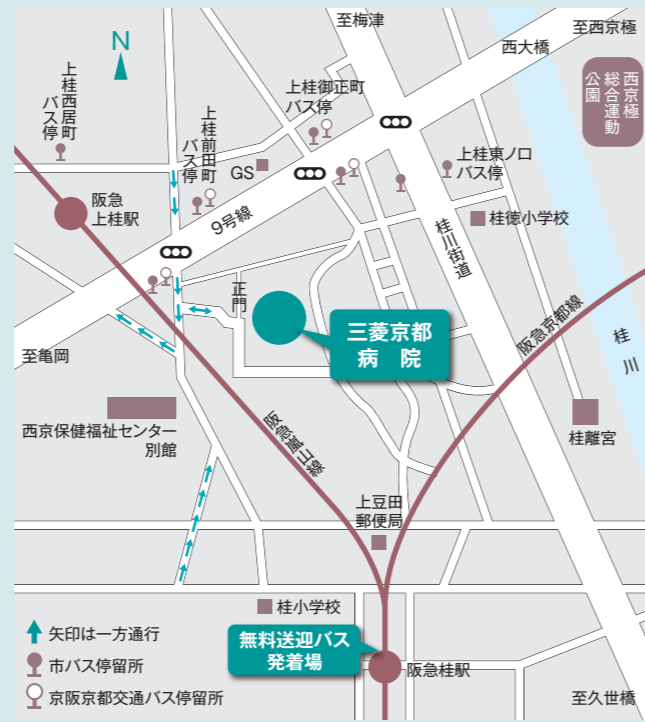 至梅津
至西京極
西大橋
N
上桂西居町
バス停
上桂前田町
バス停
上桂御正町
バス停
西京極
総合運動
公園
GS
上桂東ノ口
バス停
阪急
上桂駅
9号線
桂川街道
桂徳小学校
正門
三菱京都
病 院
阪急京都線
桂川
至亀岡
西京保健福祉センター
別館
阪急嵐山線
桂離宮
上豆田
郵便局
桂小学校
無料送迎バス
発着場
阪急桂駅
矢印は一方通行
市バス停留所
京阪京都交通バス停留所
至久世橋